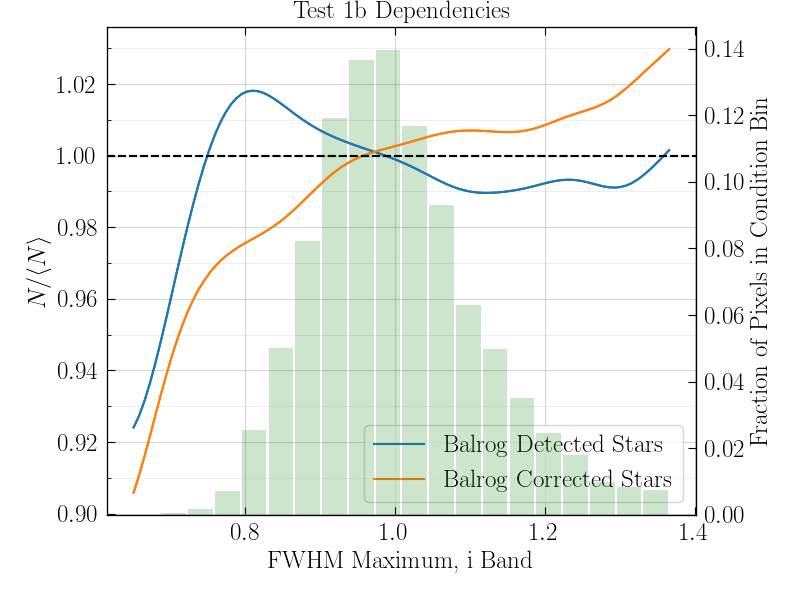 Test 1b Dependencies
1.02
1.00
0.98
0.96
0.94
0.92
0.90
N/⟨N⟩
0.14
0.12
0.10
0.08
0.06
0.04
0.02
0.00
Fraction of Pixels in Condition Bin
Balrog Detected Stars
Balrog Corrected Stars
0.8 1.0 1.2 1.4
FWHM Maximum, i Band